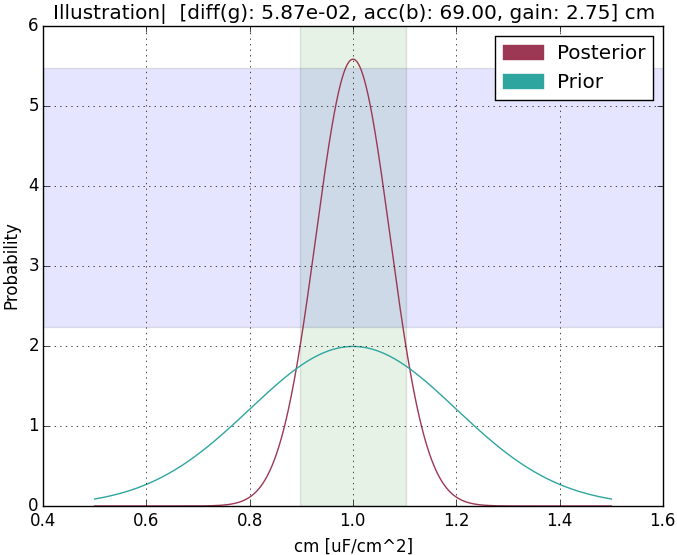 Illustration|  [diff(g): 5.87e-02, acc(b): 69.00, gain: 2.75] cm
Posterior
Prior
Probability
6
5
4
3
2
1
0
0.4 0.6 0.8 1.0 1.2 1.4 1.6
cm [uF/cm^2]